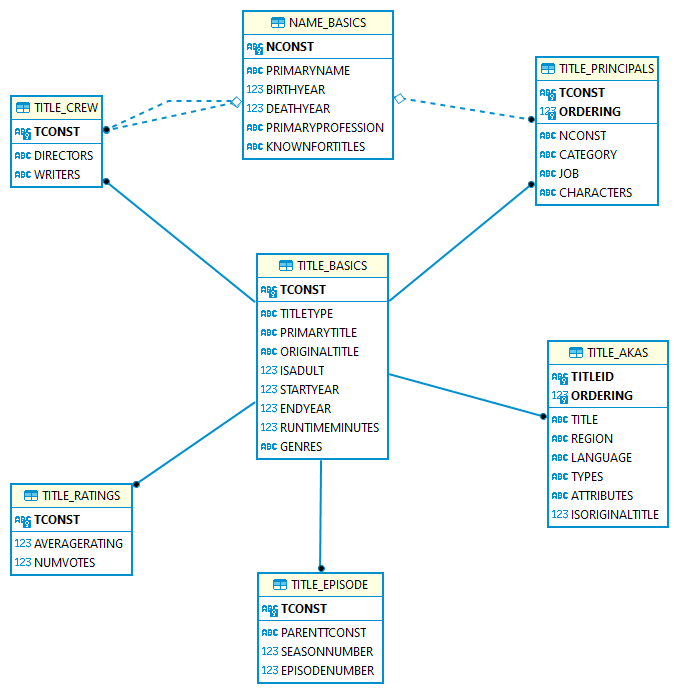 NAME_BASICS
ABC NCONST
ABC PRIMARYNAME
123 BIRTHYEAR
123 DEATHYEAR
ABC PRIMARYPROFESSION
ABC KNOWNFORTITLES
TITLE_PRINCIPALS
ABC TCONST
123 ORDERING
ABC NCONST
ABC CATEGORY
ABC JOB
ABC CHARACTERS
TITLE_CREW
ABC TCONST
ABC DIRECTORS
ABC WRITERS
TITLE_BASICS
ABC TCONST
ABC TITLETYPE
ABC PRIMARYTITLE
ABC ORIGINALTITLE
123 ISADULT
123 STARTYEAR
123 ENDYEAR
123 RUNTIMEMINUTES
ABC GENRES
TITLE_AKAS
ABC TITLEID
123 ORDERING
ABC TITLE
ABC REGION
ABC LANGUAGE
ABC TYPES
ABC ATTRIBUTES
123 ISORIGINALTITLE
TITLE_RATINGS
ABC TCONST
123 AVERAGERATING
123 NUMVOTES
TITLE_EPISODE
ABC TCONST
ABC PARENTTCONST
123 SEASONNUMBER
123 EPISODENUMBER